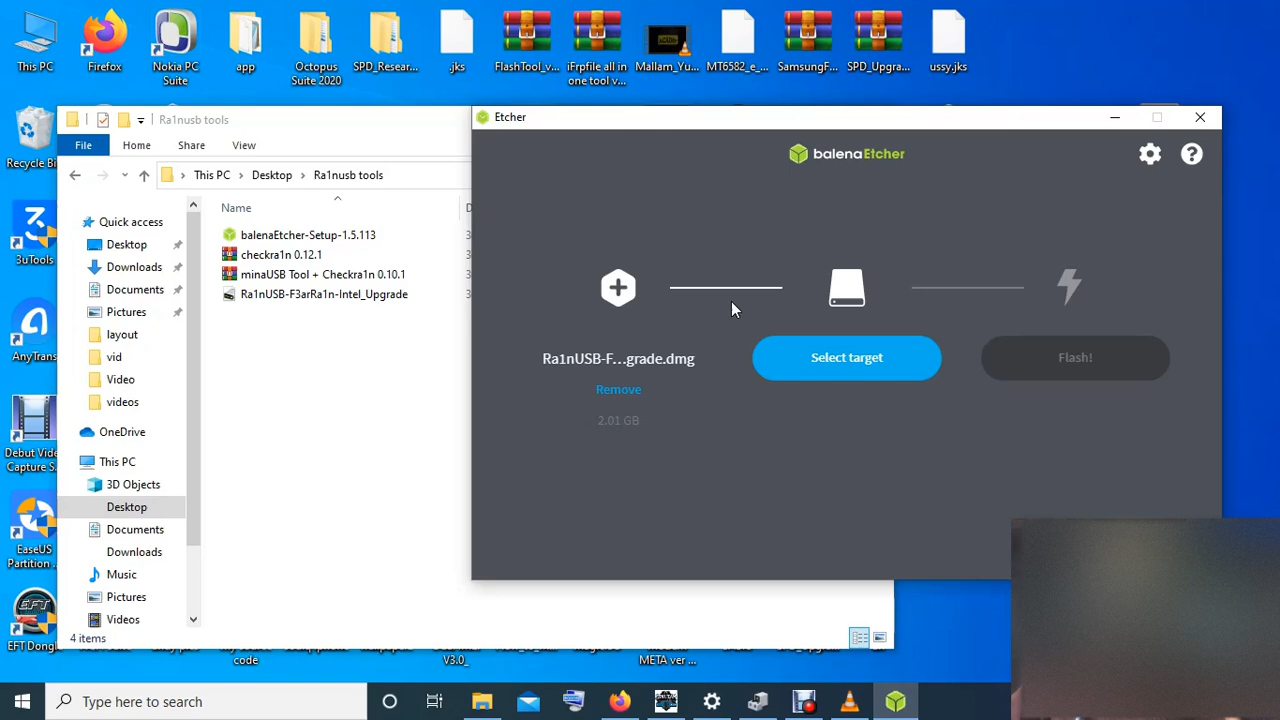 This PC
Firefox
Nokia PC
Suite
app
Octopus
Suite 2020
SPD_Resear...
.jks
FlashTool_v...
iFrpfile all in
one tool v...
Mallam_Yu...
MT6582_e_...
SamsungF...
SPD_Upgra...
ussy.jks
Recycle Bi
3uTools
AnyTrans
Debut Vide
Capture S.
EaseUS
Partition .
EFT Dongl
Ra1nusb tools
File
Home
Share
View
This PC
Desktop
Ra1nusb tools
Name
D
balenaEtcher-Setup-1.5.113
checkra1n 0.12.1
minaUSB Tool + Checkra1n 0.10.1
Ra1nUSB-F3arRa1n-Intel_Upgrade
Quick access
Desktop
Downloads
Documents
Pictures
layout
vid
Video
videos
OneDrive
This PC
3D Objects
Desktop
Documents
Downloads
Music
Pictures
Videos
4 items
Etcher
balenaEtcher
Ra1nUSB-F...grade.dmg
Remove
2.01 GB
Select target
Flash!
code
V3.0_
META ver ...
Type here to search